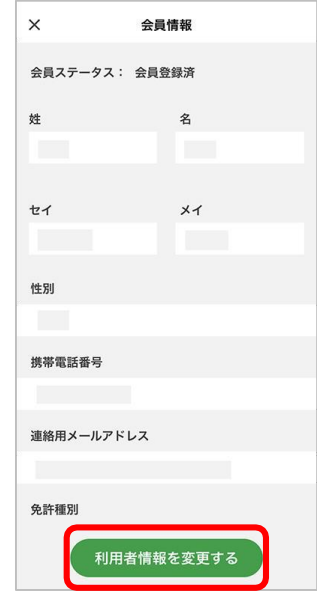 × 会員情報
会員ステータス： 会員登録済
姓 名
セイ メイ
性別
携帯電話番号
連絡用メールアドレス
免許種別
利用者情報を変更する